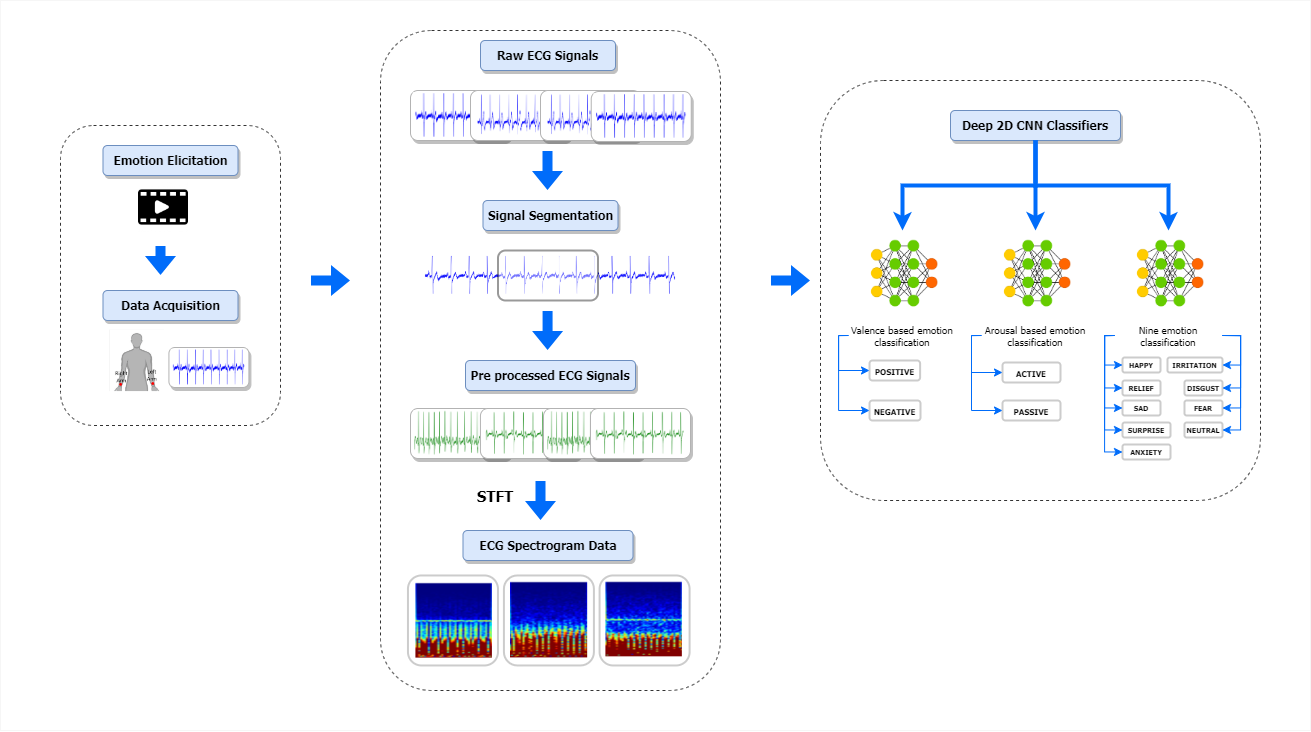 Emotion Elicitation
Data Acquisition
Right
Arm
Left
Arm
Raw ECG Signals
Signal Segmentation
Pre processed ECG Signals
STFT
ECG Spectrogram Data
Deep 2D CNN Classifiers
Valence based emotion
classification
POSITIVE
NEGATIVE
Arousal based emotion
classification
ACTIVE
PASSIVE
Nine emotion
classification
HAPPY
IRRITATION
RELIEF
DISGUST
SAD
FEAR
SURPRISE
NEUTRAL
ANXIETY